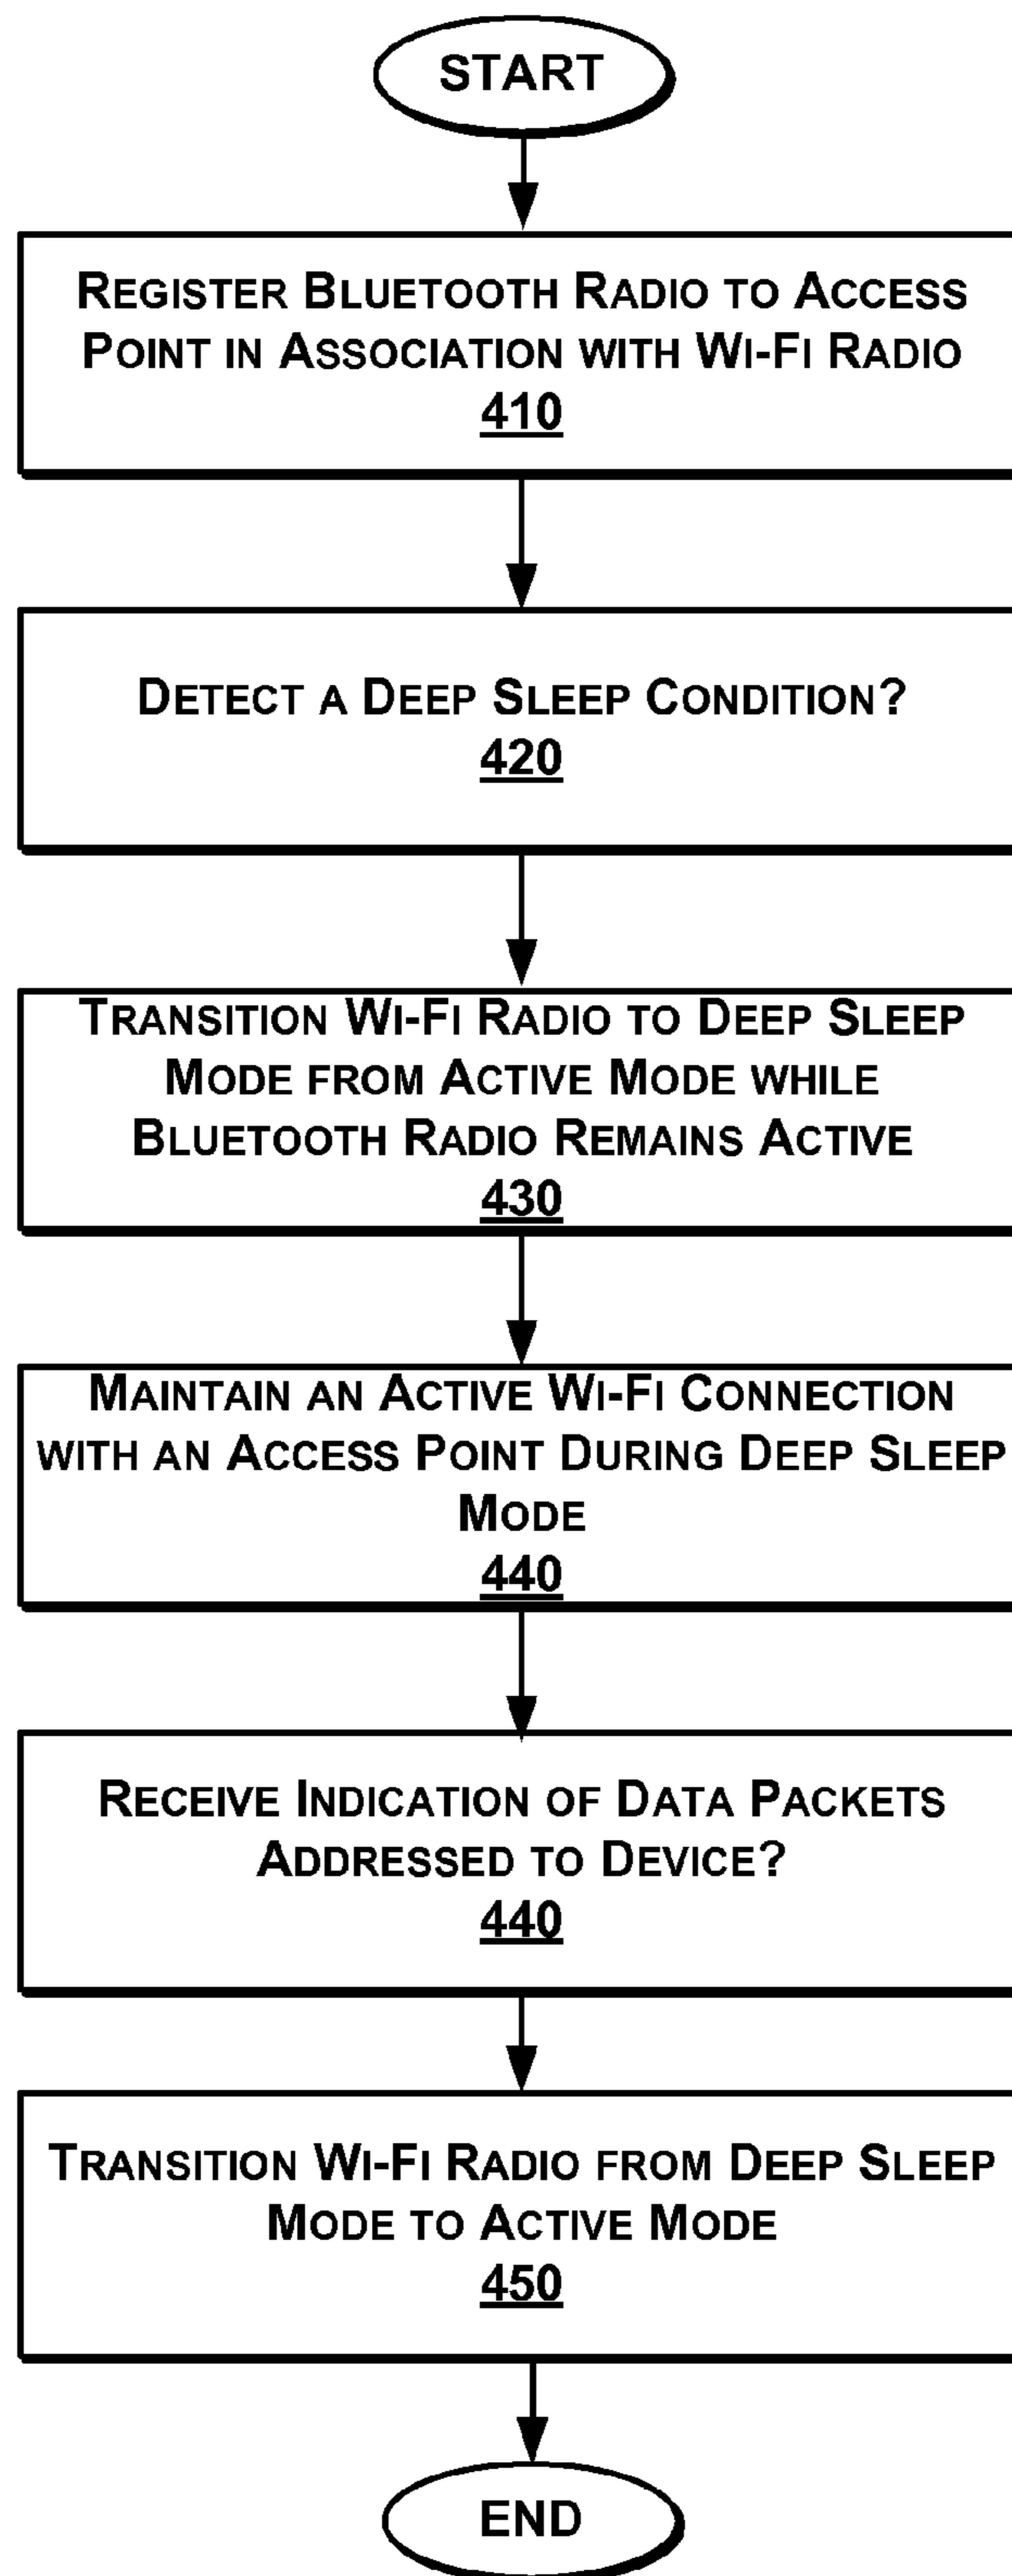 START
REGISTER BLUETOOTH RADIO TO ACCESS
POINT IN ASSOCIATION WITH WI-FI RADIO
410
DETECT A DEEP SLEEP CONDITION?
420
TRANSITION WI-FI RADIO TO DEEP SLEEP
MODE FROM ACTIVE MODE WHILE
BLUETOOTH RADIO REMAINS ACTIVE
430
MAINTAIN AN ACTIVE WI-FI CONNECTION
WITH AN ACCESS POINT DURING DEEP SLEEP
MODE
440
RECEIVE INDICATION OF DATA PACKETS
ADDRESSED TO DEVICE?
440
TRANSITION WI-FI RADIO FROM DEEP SLEEP
MODE TO ACTIVE MODE
450
END